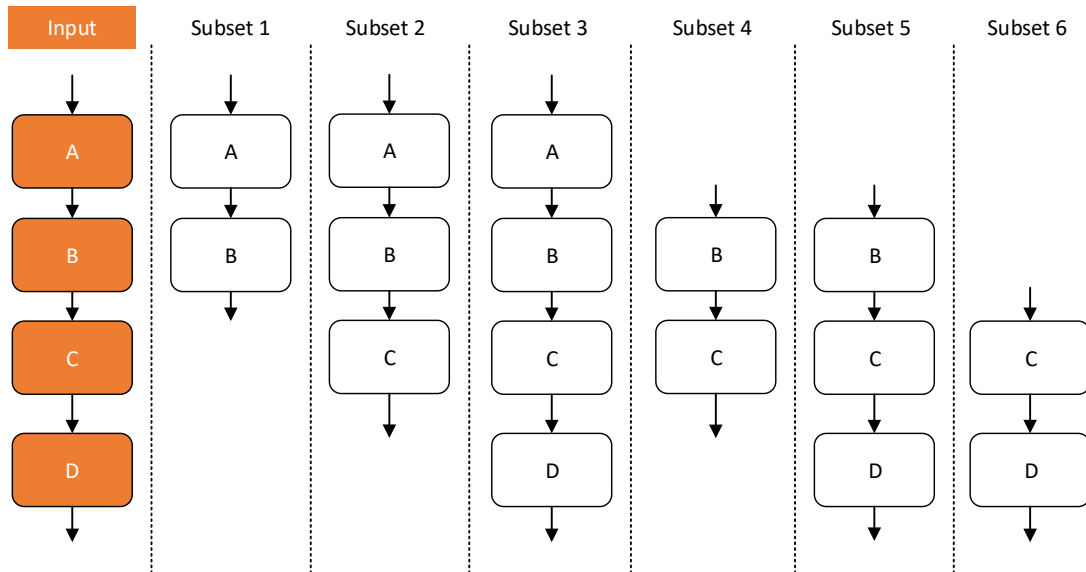 Input Subset 1 Subset 2 Subset 3 Subset 4 Subset 5 Subset 6
A A A A
B B B B B B
C C C C C C
D D D D